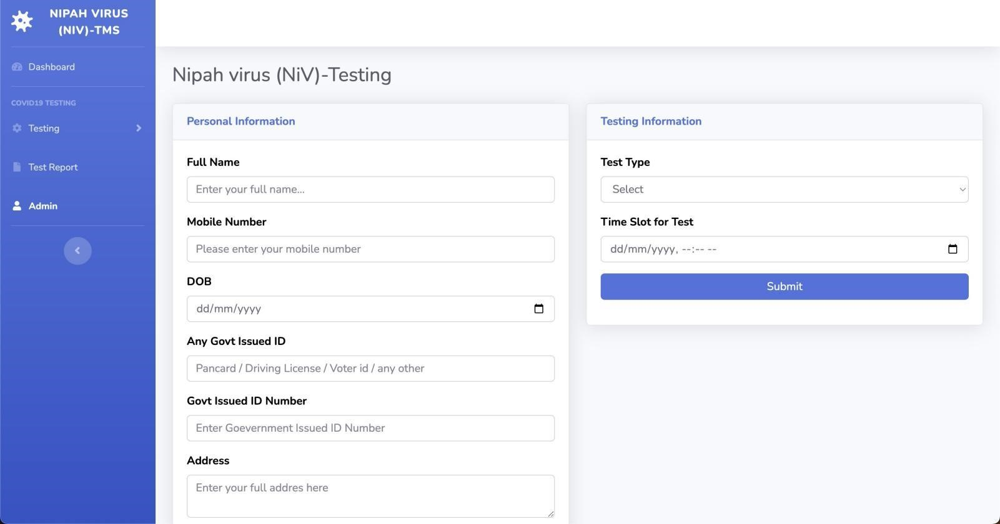 NIPAH VIRUS
(NIV)-TMS
Dashboard
COVID19 TESTING
Testing
Test Report
Admin
Nipah virus (NiV)-Testing
Personal Information
Full Name
Enter your full name...
Mobile Number
Please enter your mobile number
DOB
dd/mm/yyyy
Any Govt Issued ID
Pancard / Driving License / Voter id / any other
Govt Issued ID Number
Enter Goevernment Issued ID Number
Address
Enter your full addres here
Testing Information
Test Type
Select
Time Slot for Test
dd/mm/yyyy, --:-- --
Submit